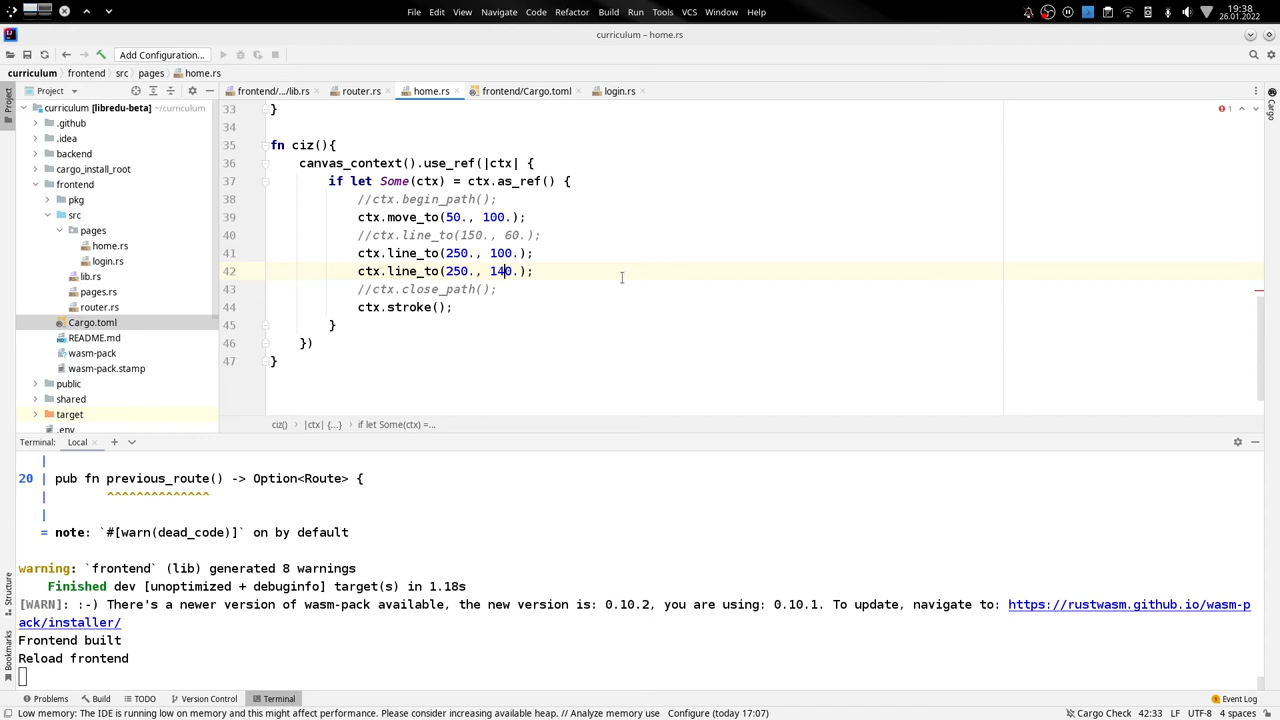 File Edit View Navigate Code Refactor Build Run Tools VCS Window Help
19:38
26.01.2022
curriculum – home.rs
Add Configuration...
curriculum frontend src pages home.rs
Project
frontend/.../lib.rs router.rs home.rs frontend/Cargo.toml login.rs
Project
Cargo
curriculum [libredu-beta] ~/curriculum
.github
.idea
backend
cargo_install_root
frontend
pkg
src
pages
home.rs
login.rs
lib.rs
pages.rs
router.rs
Cargo.toml
README.md
wasm-pack
wasm-pack.stamp
public
shared
target
.env
1
33 }
34
35 fn ciz(){
36 canvas_context().use_ref(|ctx| {
37 if let Some(ctx) = ctx.as_ref() {
38 //ctx.begin_path();
39 ctx.move_to(50., 100.);
40 //ctx.line_to(150., 60.);
41 ctx.line_to(250., 100.);
42 ctx.line_to(250., 140.);
43 //ctx.close_path();
44 ctx.stroke();
45 }
46 })
47 }
ciz() |ctx| {...} if let Some(ctx) =...
Terminal: Local
|
20 | pub fn previous_route() -> Option<Route> {
| ^^^^^^^^^^^^^^
|
= note: `#[warn(dead_code)]` on by default
warning: `frontend` (lib) generated 8 warnings
Finished dev [unoptimized + debuginfo] target(s) in 1.18s
[WARN]: :-) There's a newer version of wasm-pack available, the new version is: 0.10.2, you are using: 0.10.1. To update, navigate to: https://rustwasm.github.io/wasm-p
ack/installer/
Frontend built
Reload frontend
Structure
Bookmarks
Problems Build TODO Version Control Terminal Event Log
Low memory: The IDE is running low on memory and this might affect performance. Please consider increasing available heap. // Analyze memory use Configure (today 17:07)
Cargo Check 42:33 LF UTF-8 4 spaces